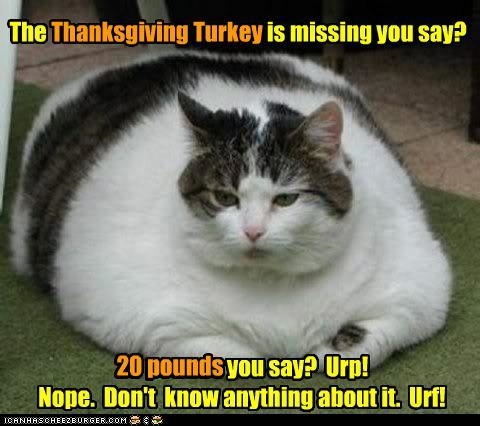 The Thanksgiving Turkey is missing you say?
20 pounds you say? Urp!
Nope. Don't know anything about it. Urf!
ICANHASCHEEZBURGER.COM